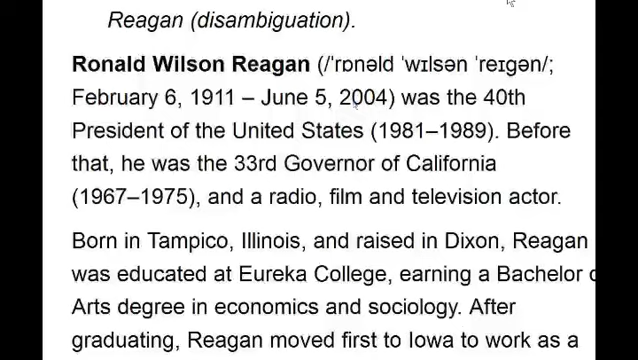 Reagan (disambiguation).
Ronald Wilson Reagan (/ˈrɒnəld ˈwɪlsən ˈreɪɡən/;
February 6, 1911 – June 5, 2004) was the 40th
President of the United States (1981–1989). Before
that, he was the 33rd Governor of California
(1967–1975), and a radio, film and television actor.
Born in Tampico, Illinois, and raised in Dixon, Reagan
was educated at Eureka College, earning a Bachelor o
Arts degree in economics and sociology. After
graduating, Reagan moved first to Iowa to work as a